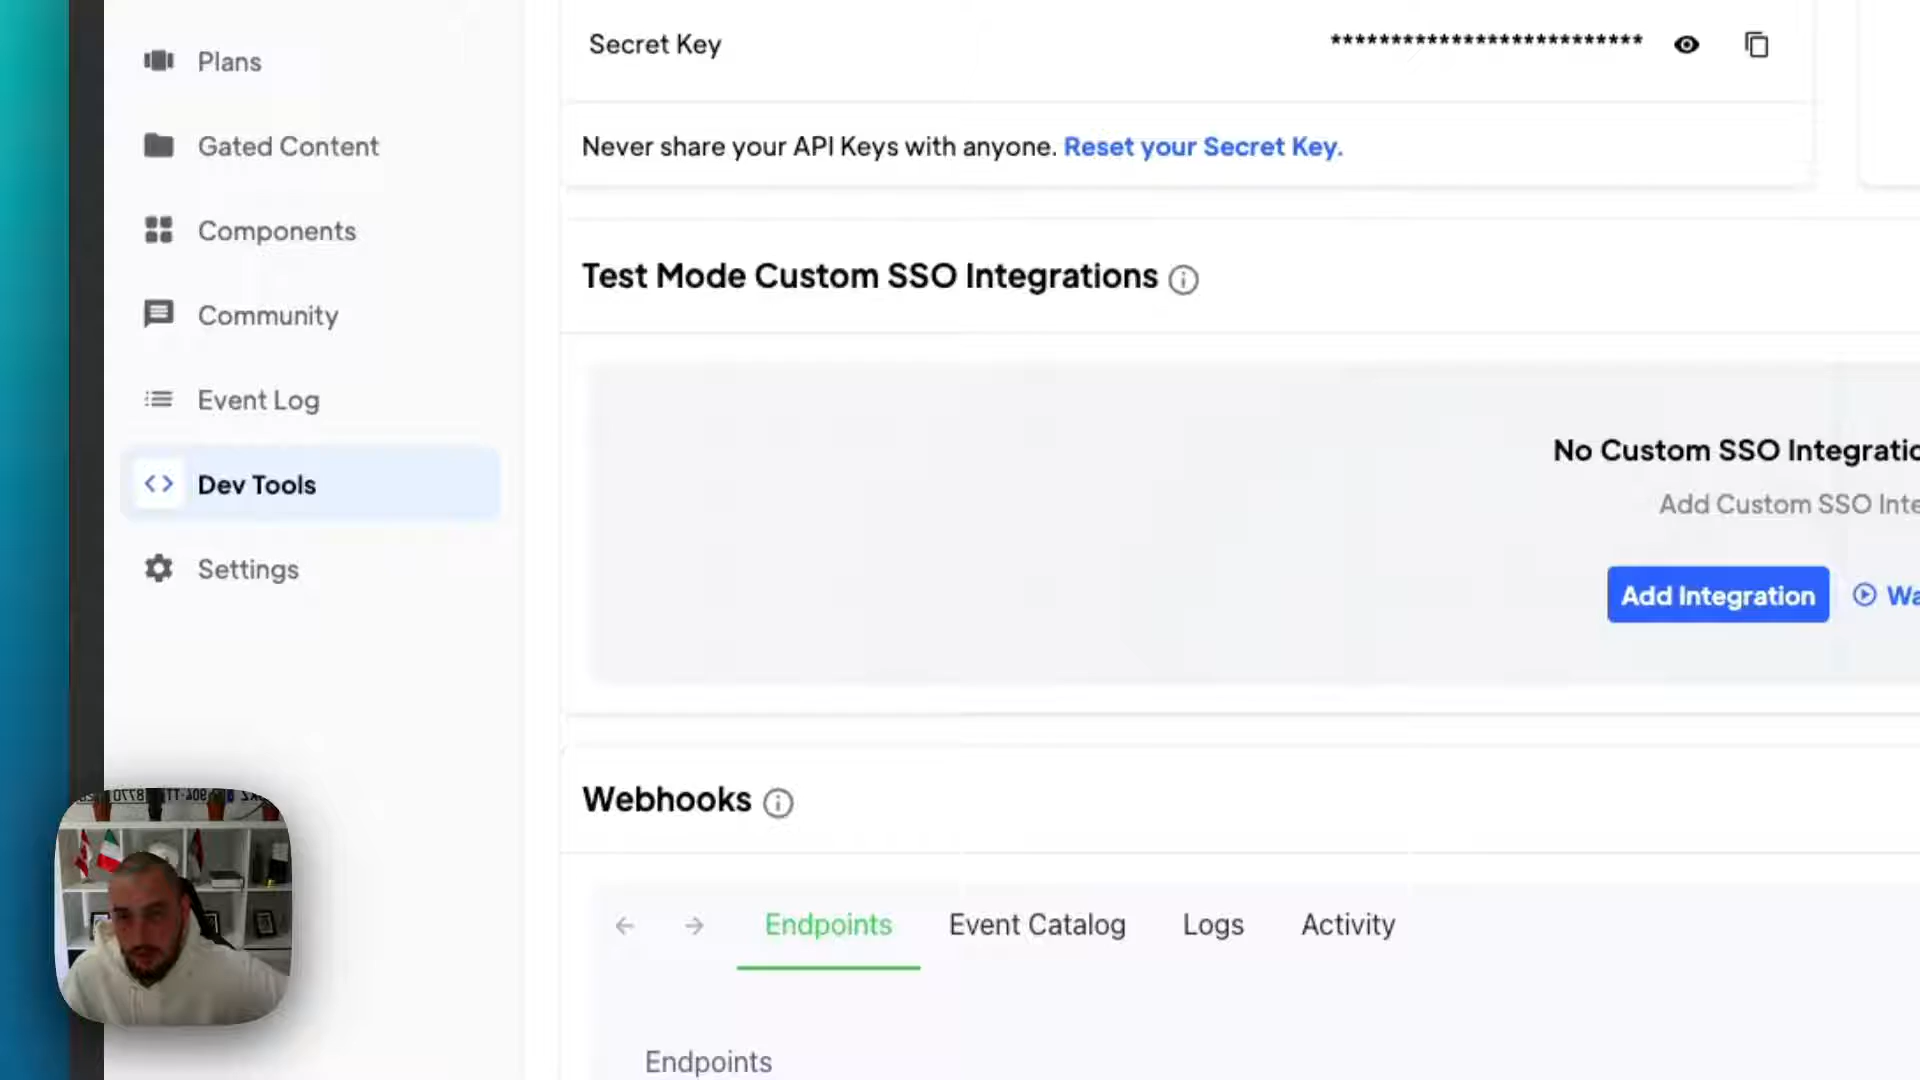 Plans
Gated Content
Components
Community
Event Log
Dev Tools
Settings
Secret Key **************************
Never share your API Keys with anyone. Reset your Secret Key.
Test Mode Custom SSO Integrations
No Custom SSO Integratio
Add Custom SSO Inte
Add Integration Wa
Webhooks
Endpoints Event Catalog Logs Activity
Endpoints